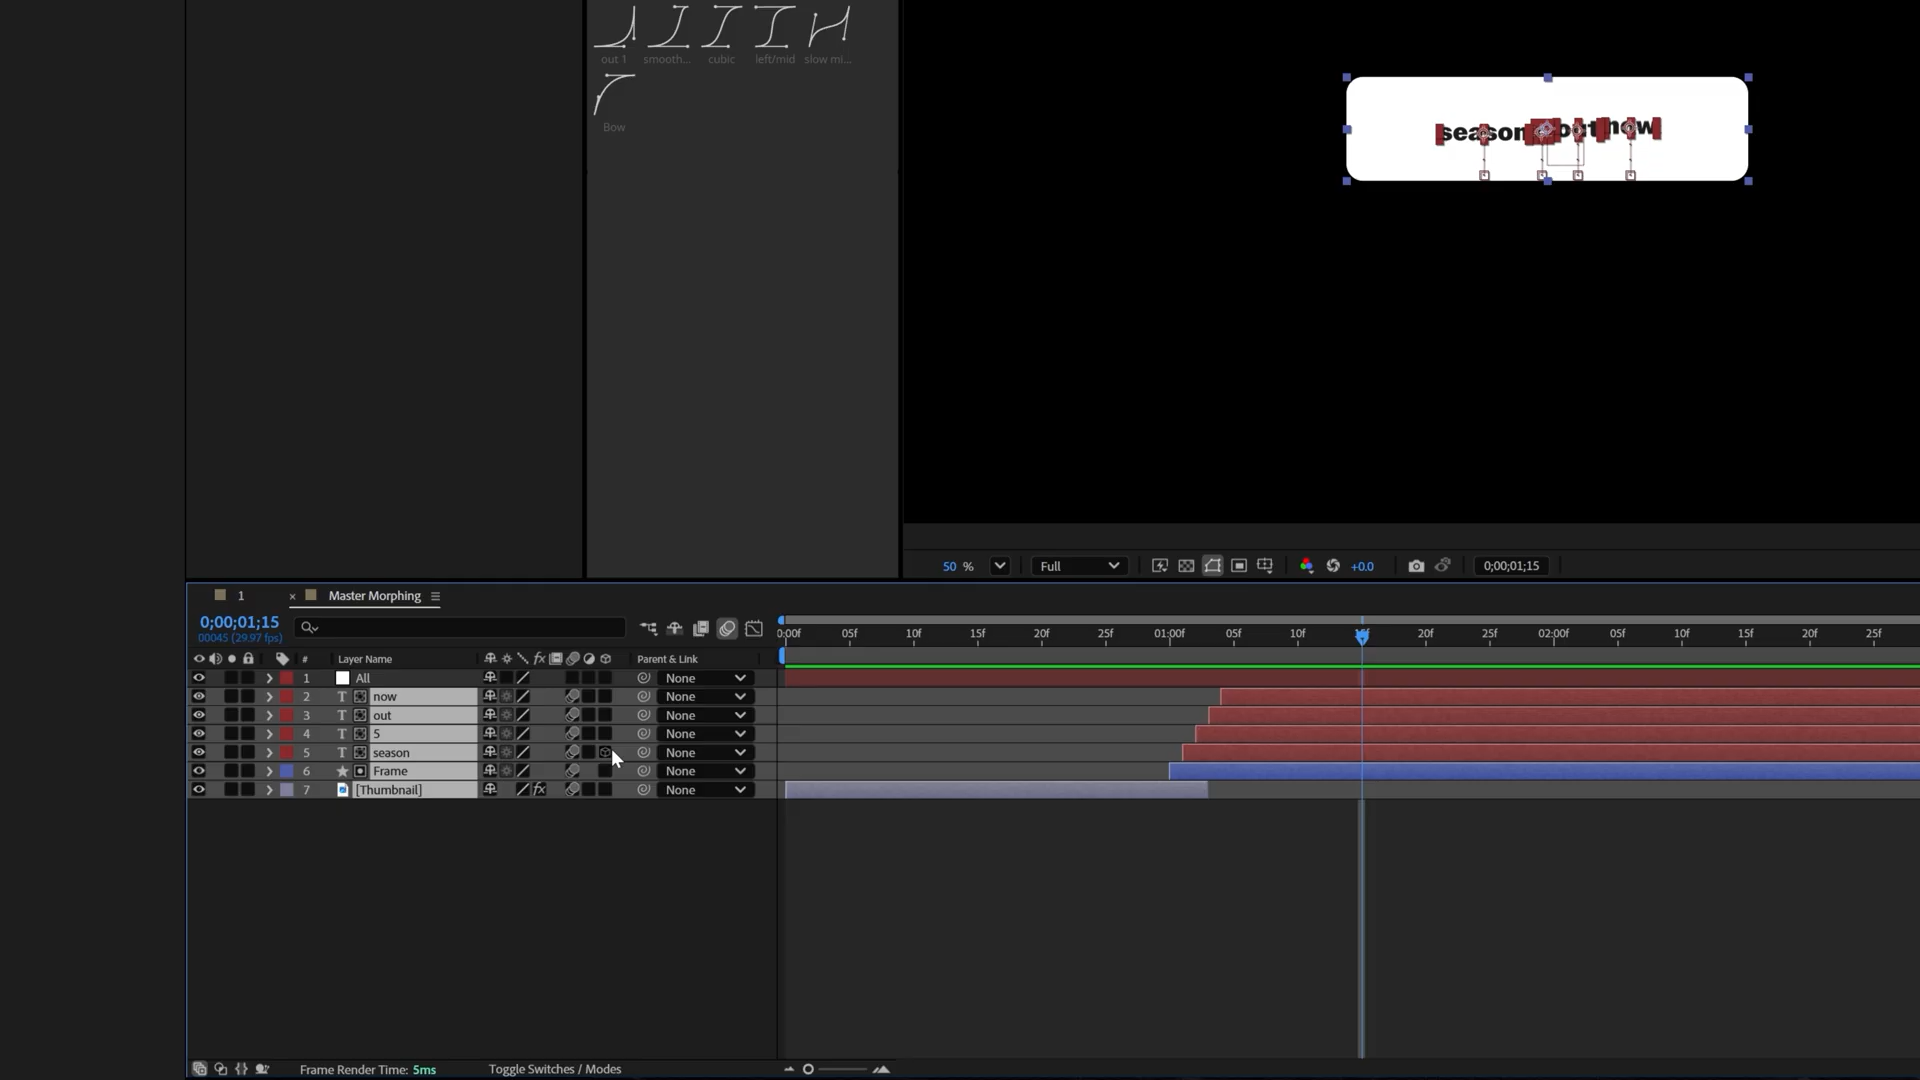 out 1 smooth... cubic left/mid slow mi...
Bow
season out now
50 % Full +0.0 0;00;01;15
1 × Master Morphing
0;00;01;15
00045 (29.97 fps)
0:00f 05f 10f 15f 20f 25f 01:00f 05f 10f 20f 25f 02:00f 05f 10f 15f 20f 25f
# Layer Name fx Parent & Link
1 All None
2 T now None
3 T out None
4 T 5 None
5 T season None
6 Frame None
7 [Thumbnail] fx None
Frame Render Time: 5ms Toggle Switches / Modes